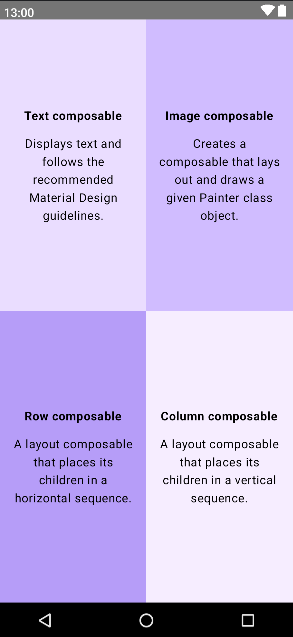 13:00
Text composable
Displays text and
follows the
recommended
Material Design
guidelines.
Image composable
Creates a
composable that lays
out and draws a
given Painter class
object.
Row composable
A layout composable
that places its
children in a
horizontal sequence.
Column composable
A layout composable
that places its
children in a vertical
sequence.